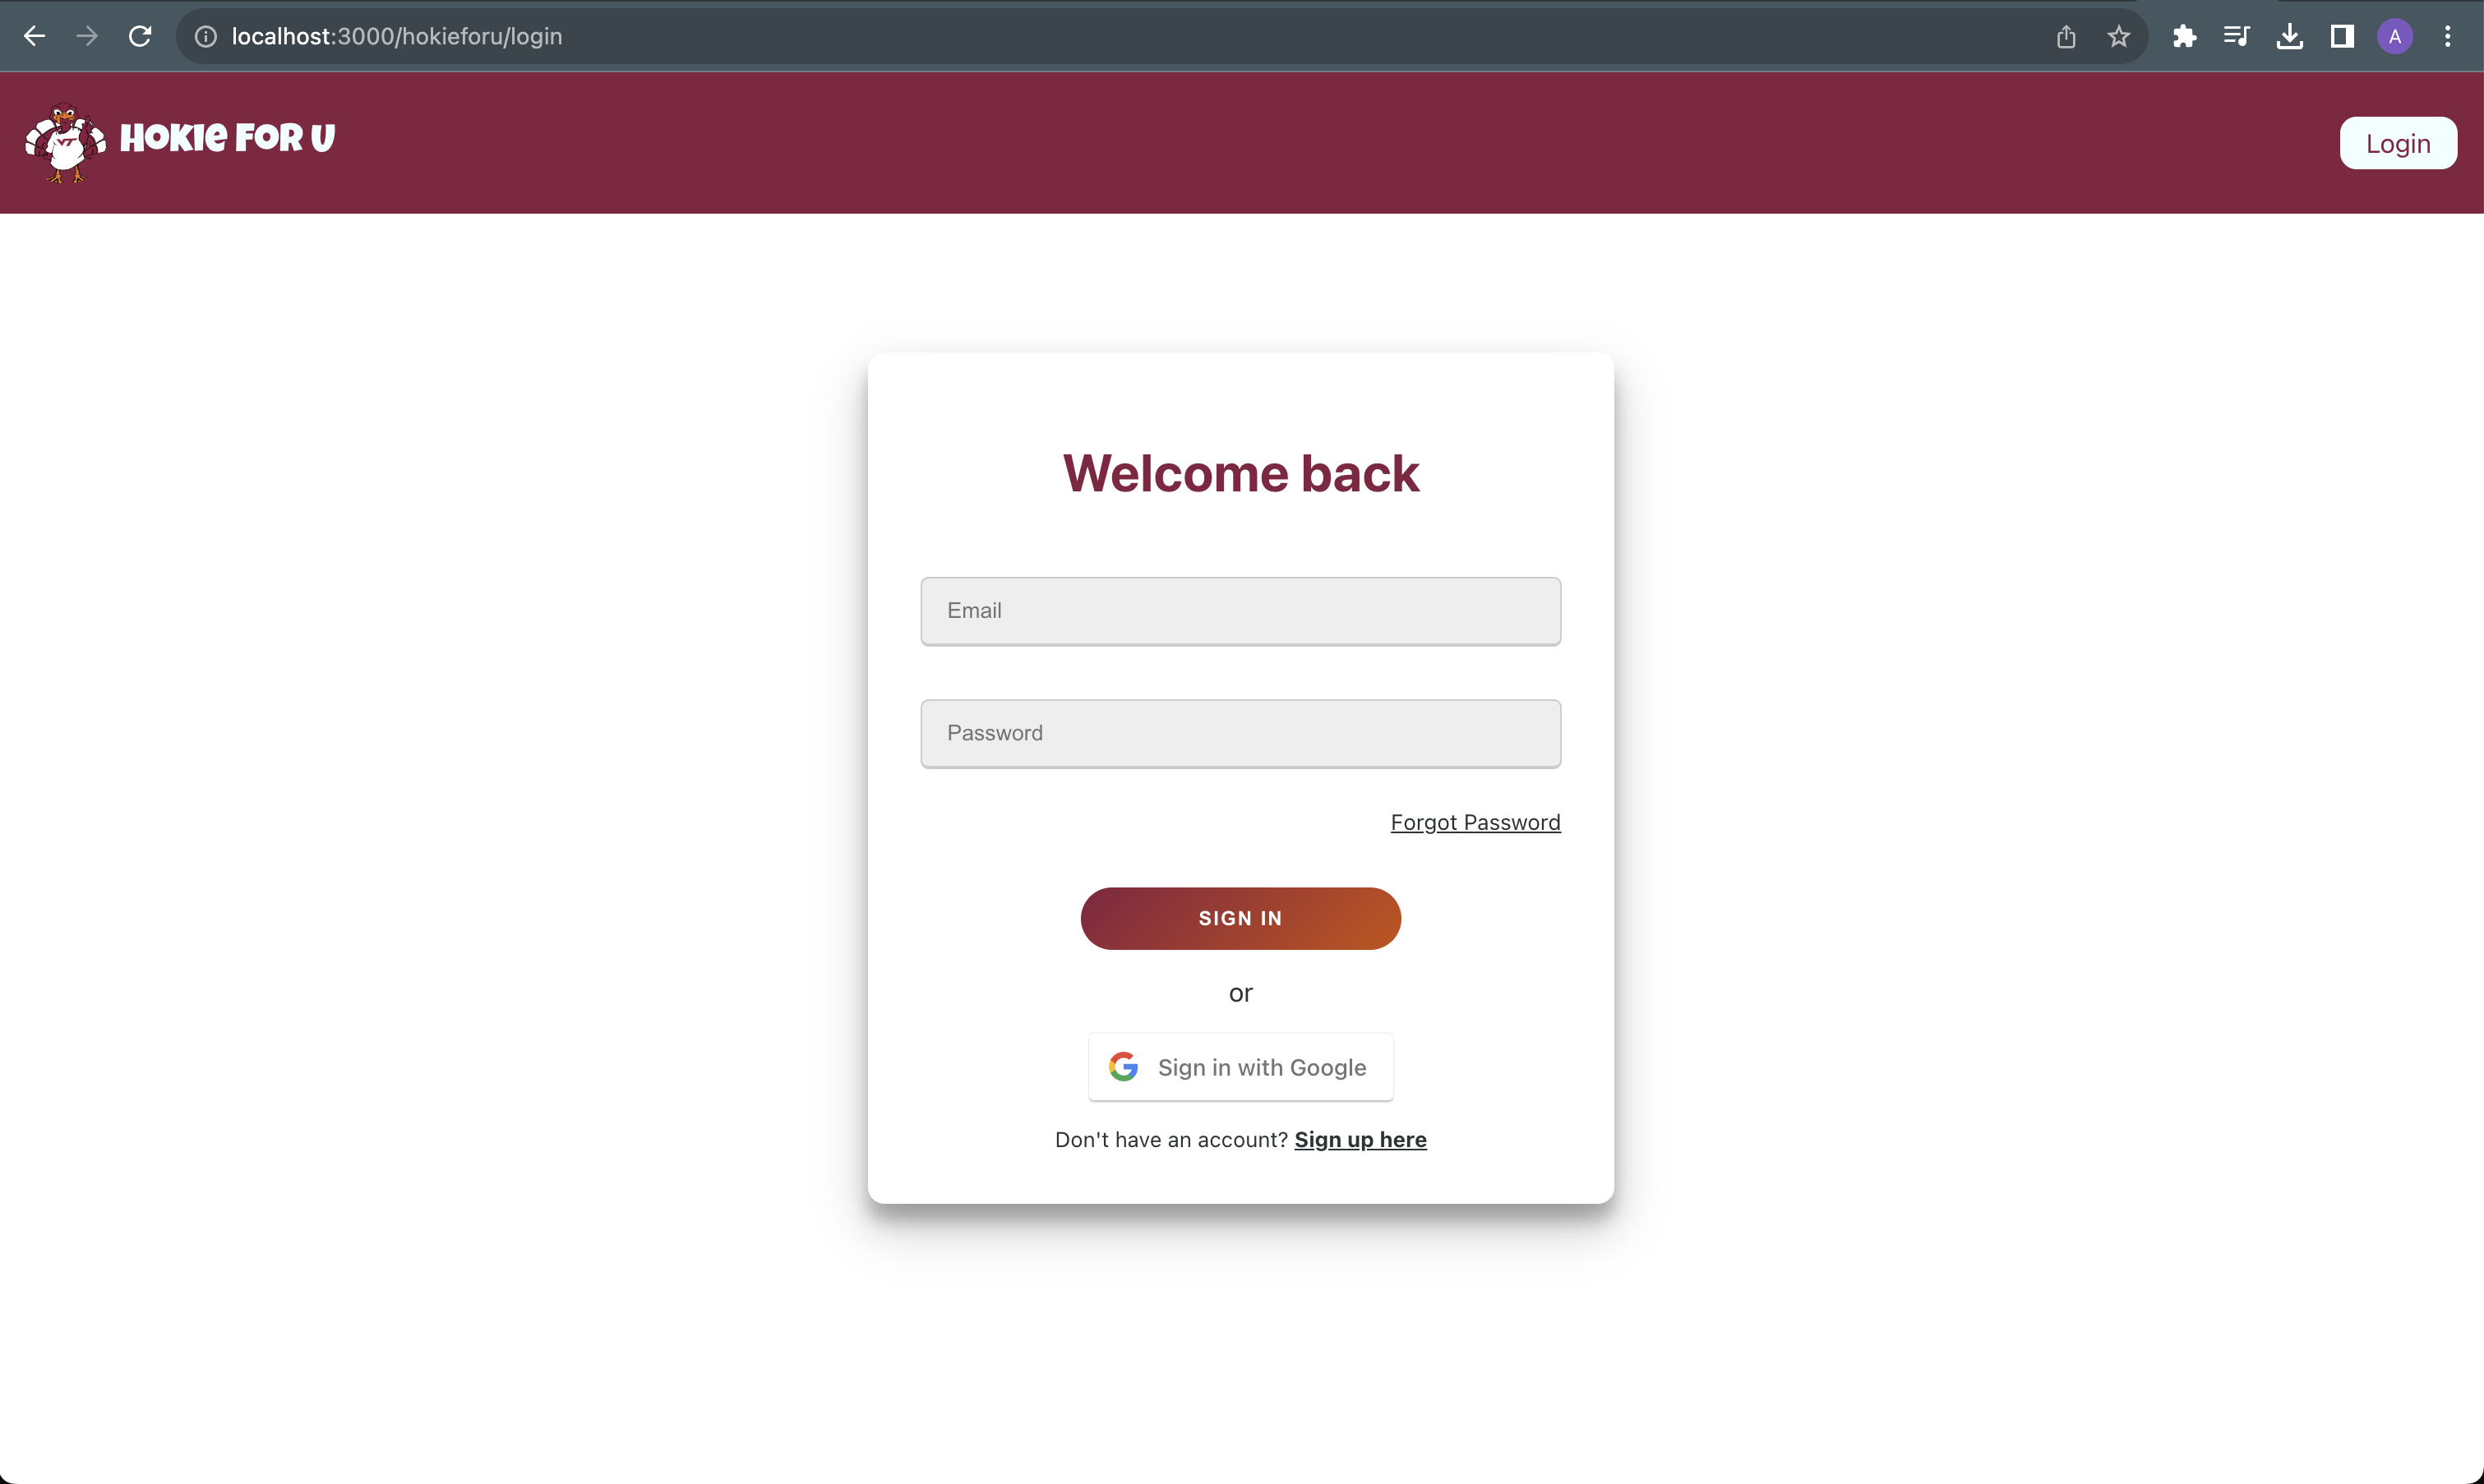 localhost:3000/hokieforu/login
A
HOKIE FOR U
Login
VT
Welcome back
Email
Password
Forgot Password
SIGN IN
or
Sign in with Google
Don't have an account? Sign up here